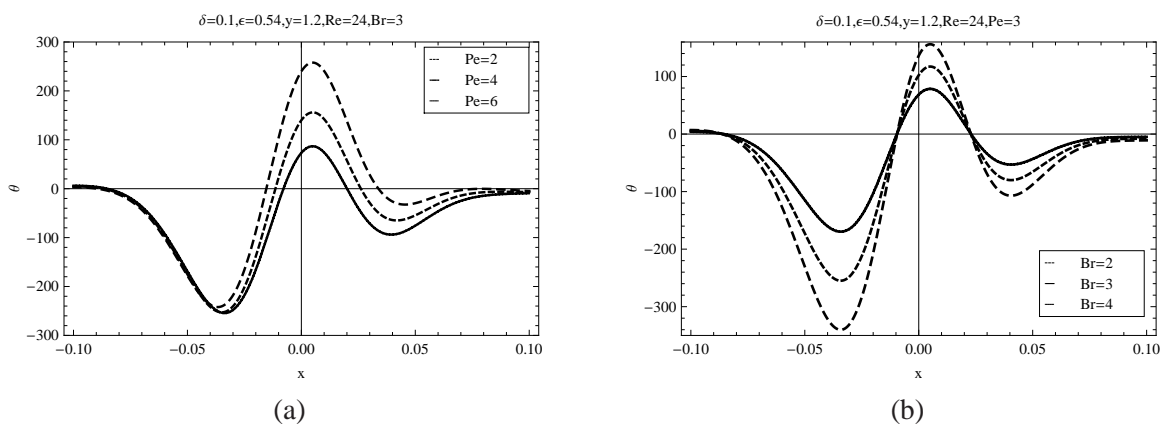 δ=0.1,ϵ=0.54,y=1.2,Re=24,Br=3
300
200
100
0
−100
−200
−300
θ
Pe=2
Pe=4
Pe=6
−0.10
−0.05
0.00
0.05
0.10
x
(a)
δ=0.1,ϵ=0.54,y=1.2,Re=24,Pe=3
100
0
−100
−200
−300
θ
Br=2
Br=3
Br=4
−0.10
−0.05
0.00
0.05
0.10
x
(b)